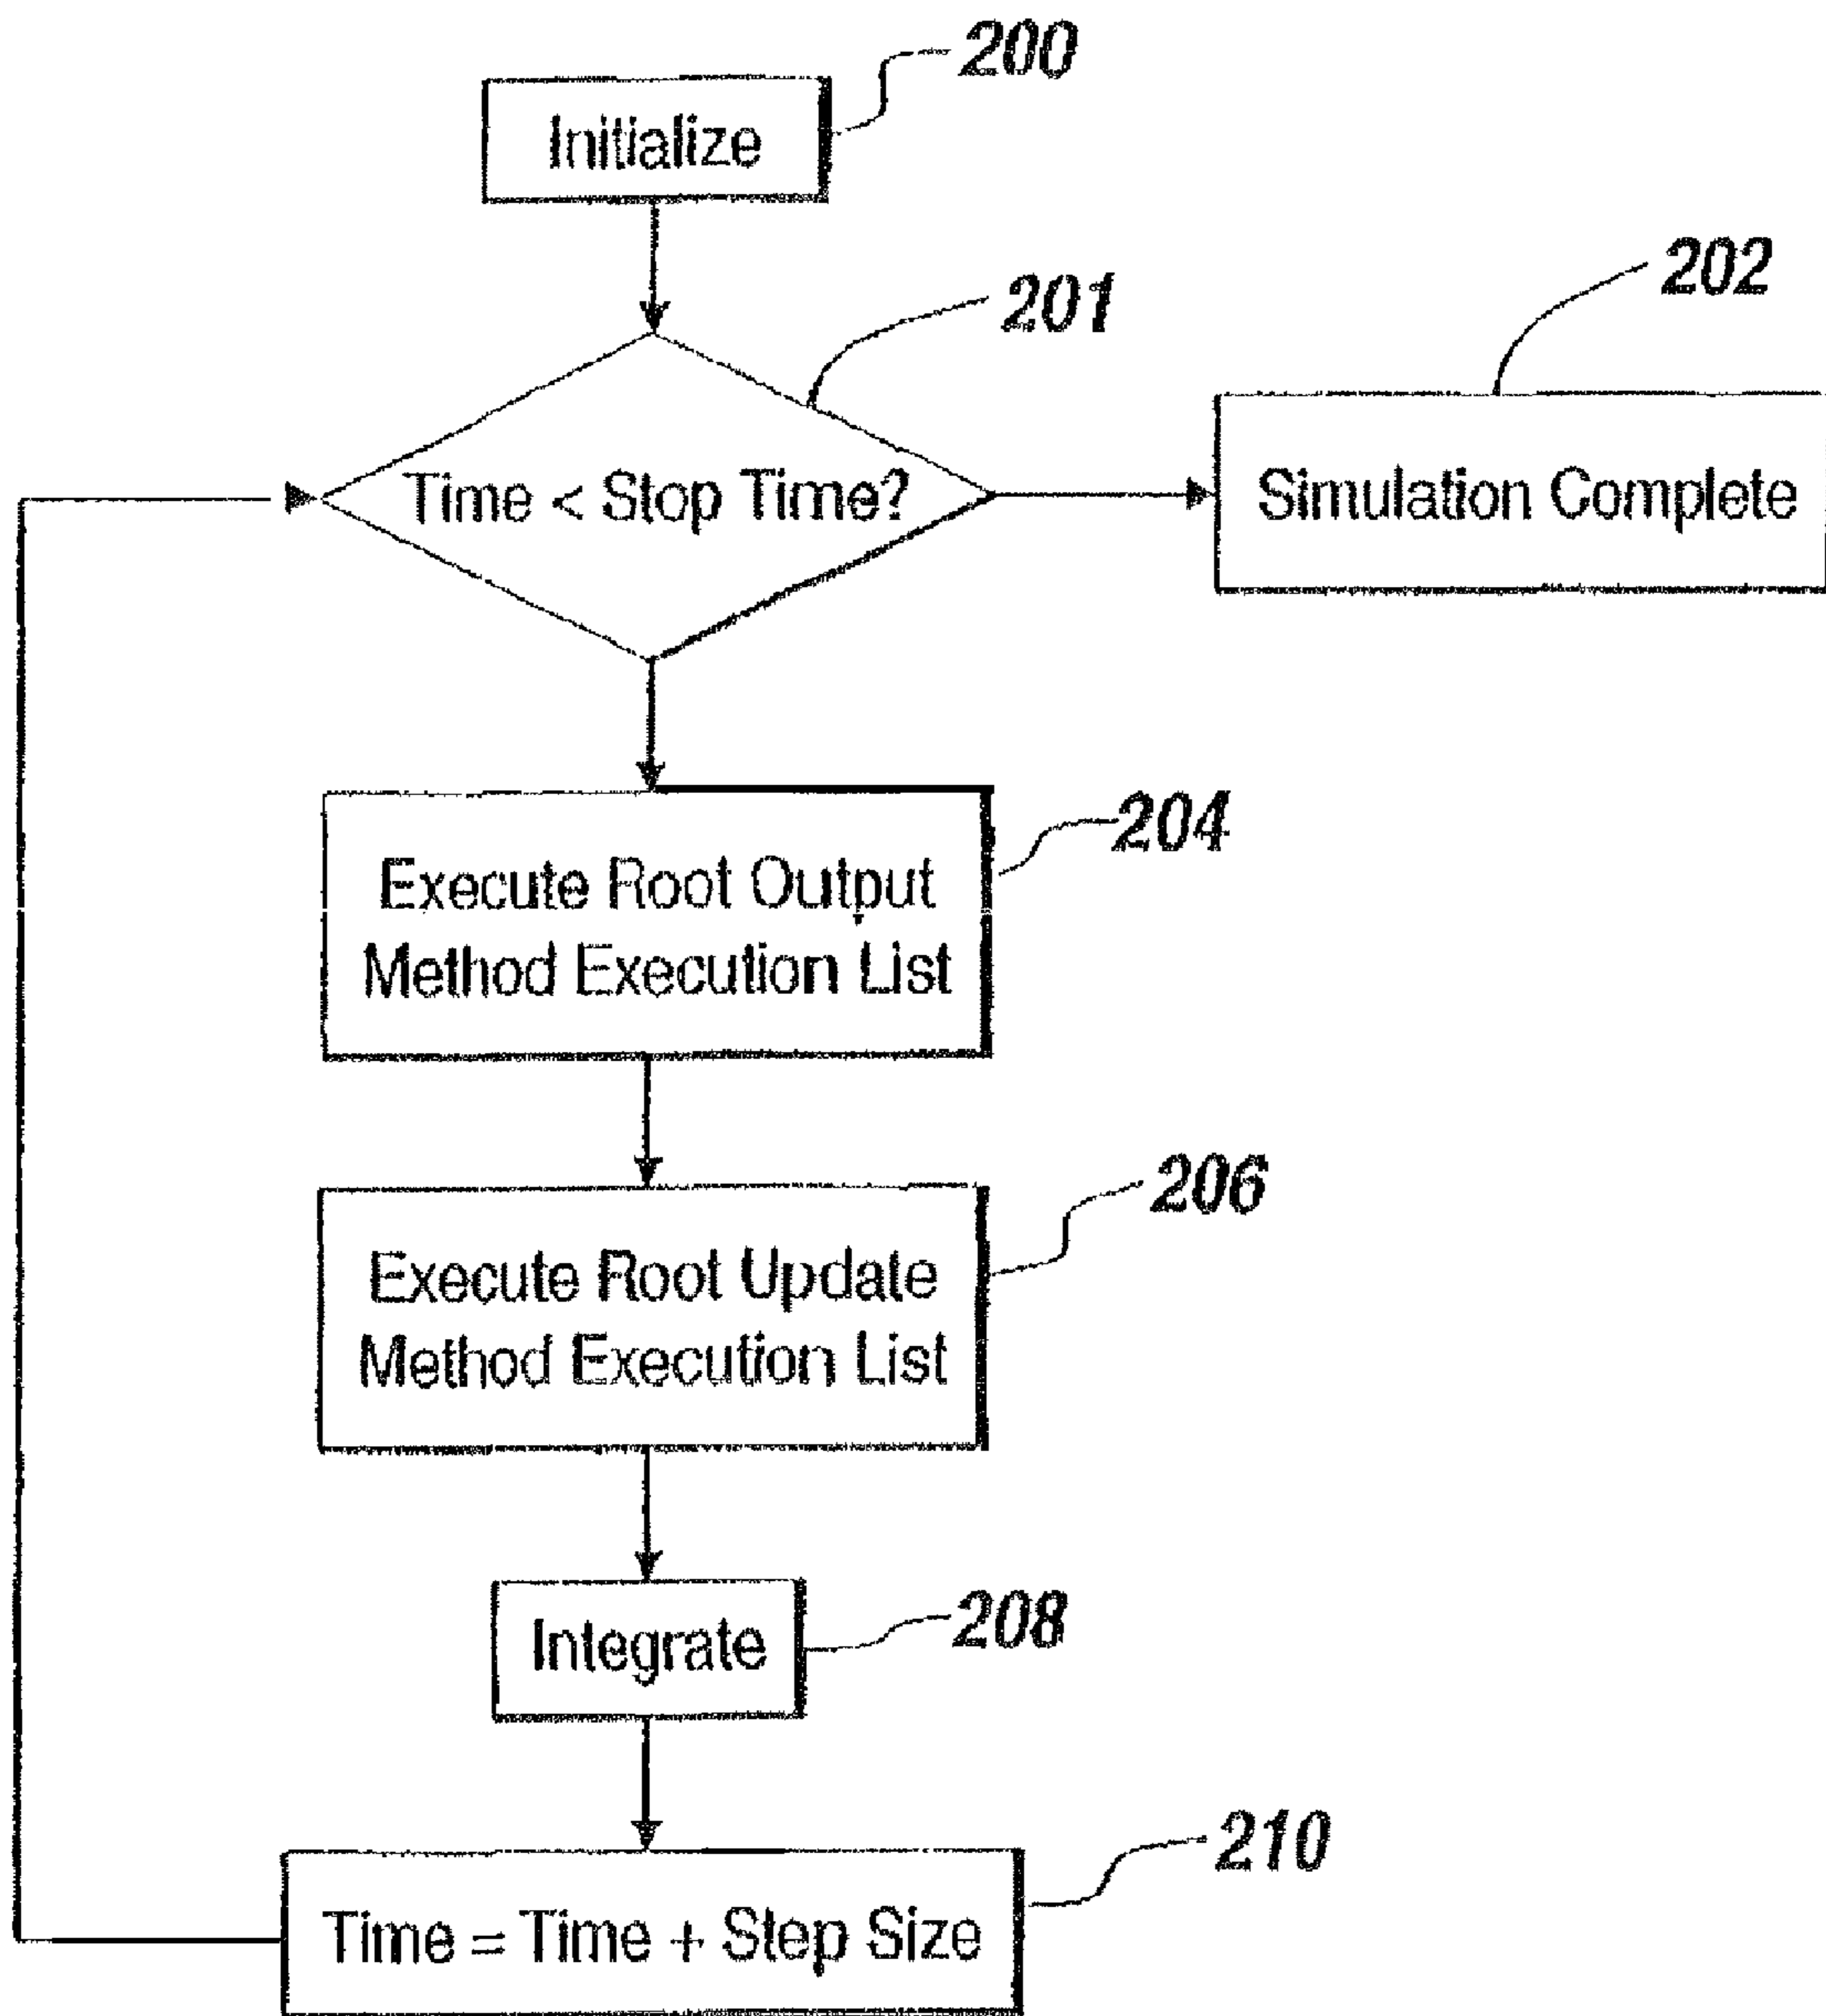 200
Initialize
201
202
Time < Stop Time?
Simulation Complete
204
Execute Root Output
Method Execution List
206
Execute Root Update
Method Execution List
208
Integrate
210
Time = Time + Step Size